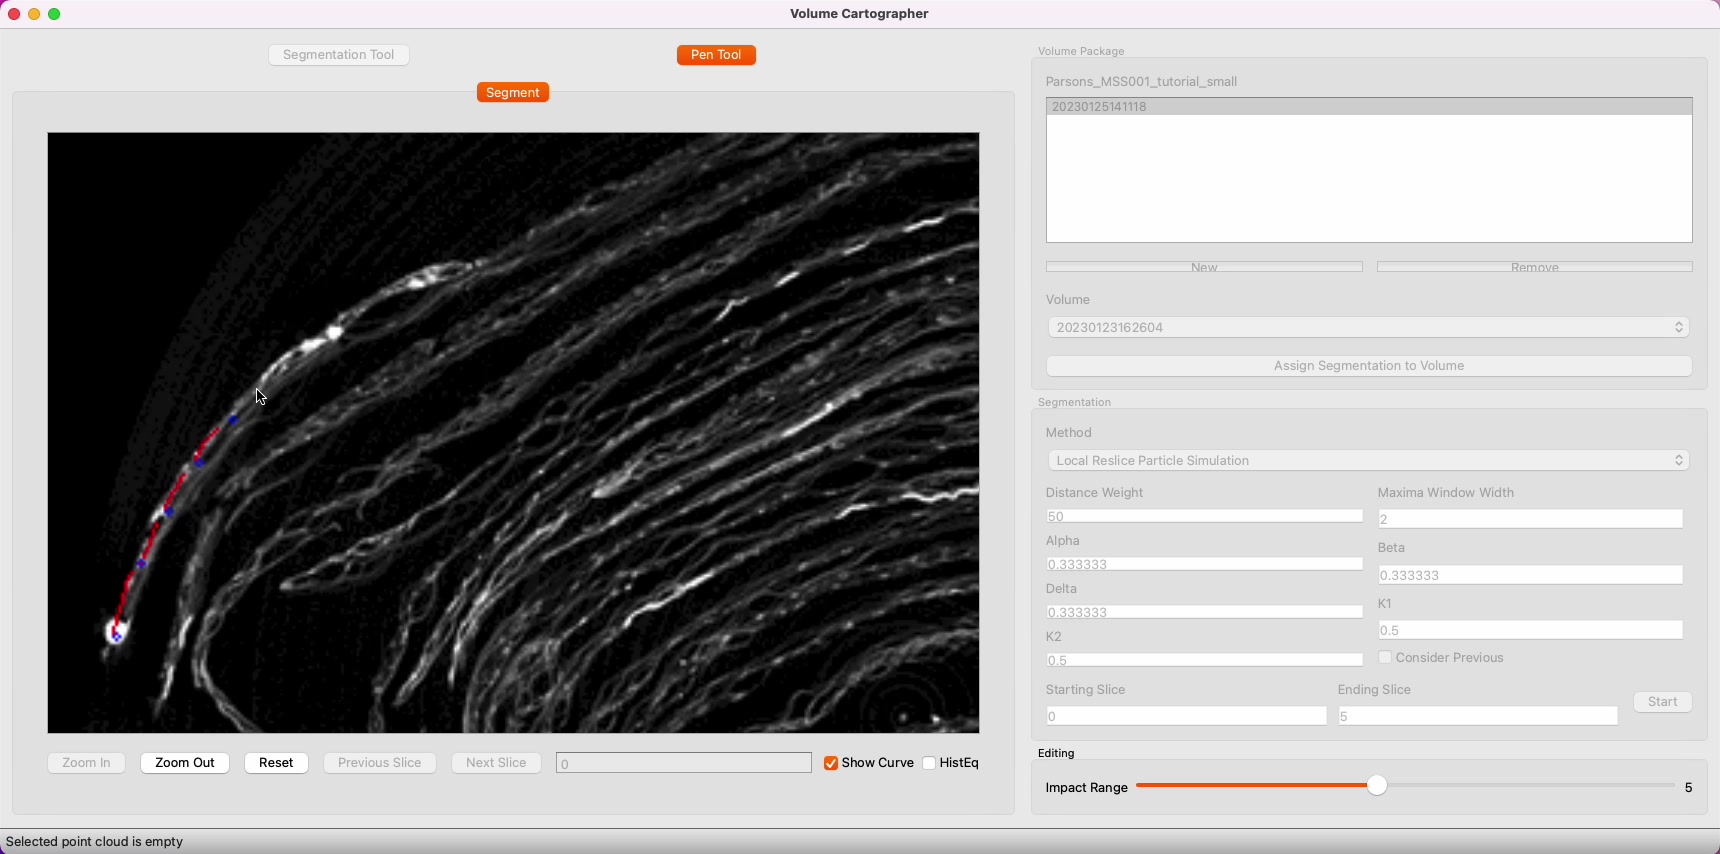 Volume Cartographer
Segmentation Tool
Pen Tool
Segment
Zoom In
Zoom Out
Reset
Previous Slice
Next Slice
0
Show Curve
HistEq
Volume Package
Parsons_MSS001_tutorial_small
20230125141118
New
Remove
Volume
20230123162604
Assign Segmentation to Volume
Segmentation
Method
Local Reslice Particle Simulation
Distance Weight
50
Maxima Window Width
2
Alpha
0.333333
Beta
0.333333
Delta
0.333333
K1
0.5
K2
0.5
Consider Previous
Starting Slice
0
Ending Slice
5
Start
Editing
Impact Range
5
Selected point cloud is empty